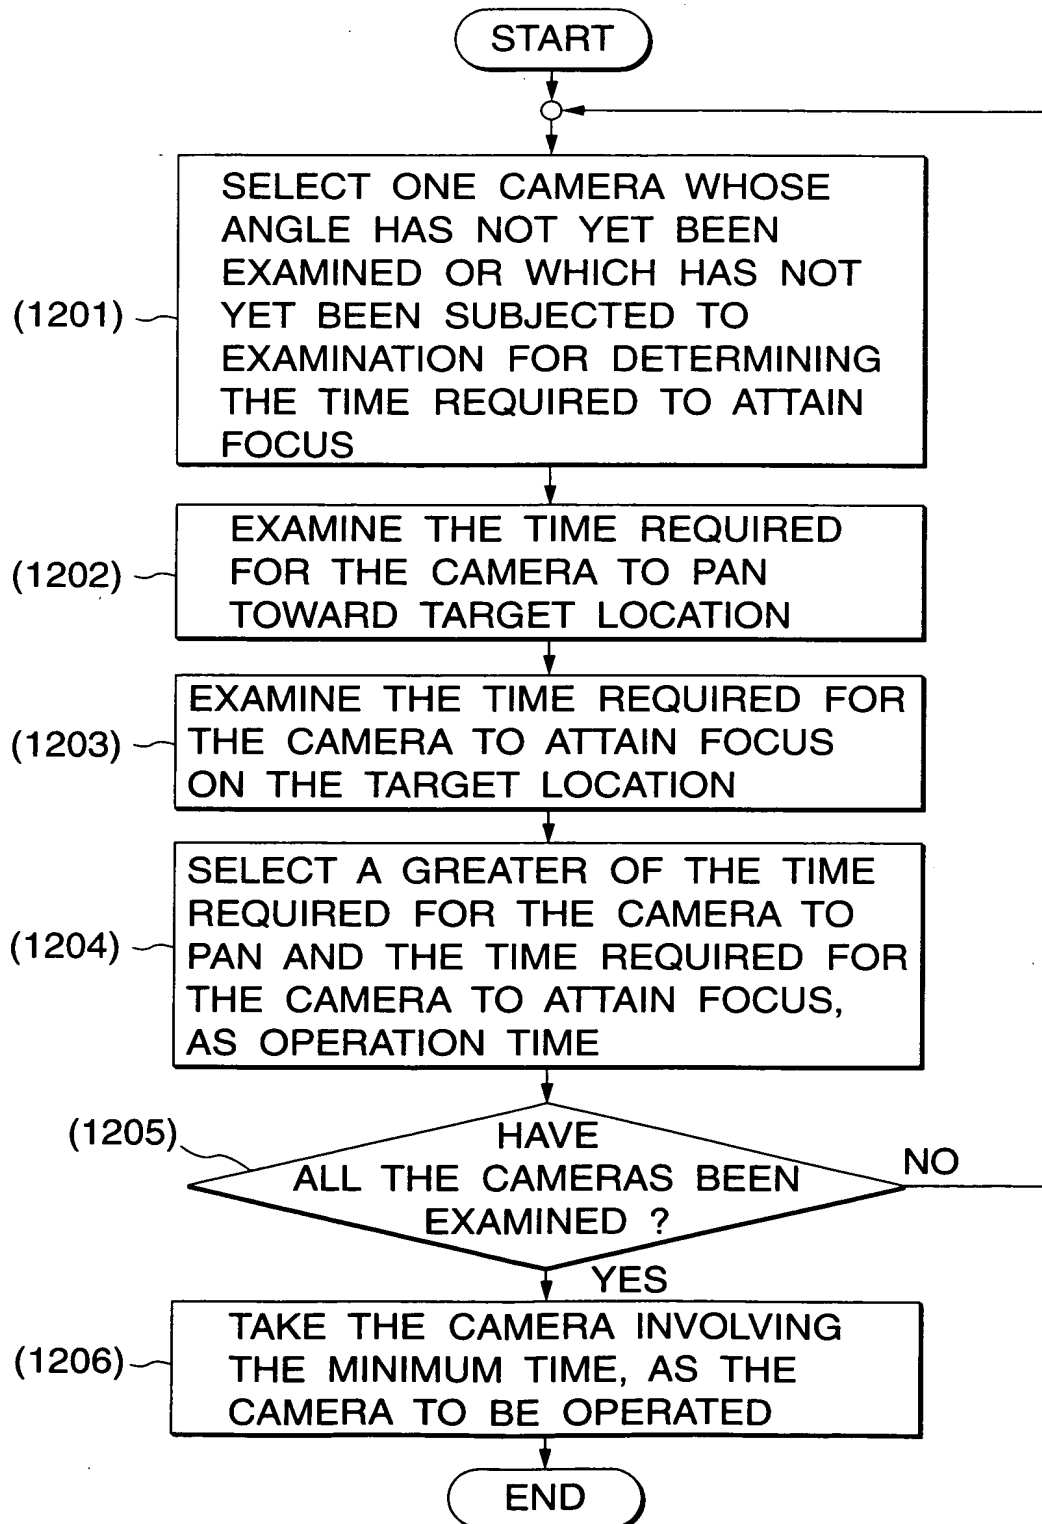 START
(1201)
SELECT ONE CAMERA WHOSE
ANGLE HAS NOT YET BEEN
EXAMINED OR WHICH HAS NOT
YET BEEN SUBJECTED TO
EXAMINATION FOR DETERMINING
THE TIME REQUIRED TO ATTAIN
FOCUS
(1202)
EXAMINE THE TIME REQUIRED
FOR THE CAMERA TO PAN
TOWARD TARGET LOCATION
(1203)
EXAMINE THE TIME REQUIRED FOR
THE CAMERA TO ATTAIN FOCUS
ON THE TARGET LOCATION
(1204)
SELECT A GREATER OF THE TIME
REQUIRED FOR THE CAMERA TO
PAN AND THE TIME REQUIRED FOR
THE CAMERA TO ATTAIN FOCUS,
AS OPERATION TIME
(1205)
HAVE
ALL THE CAMERAS BEEN
EXAMINED ?
NO
YES
(1206)
TAKE THE CAMERA INVOLVING
THE MINIMUM TIME, AS THE
CAMERA TO BE OPERATED
END